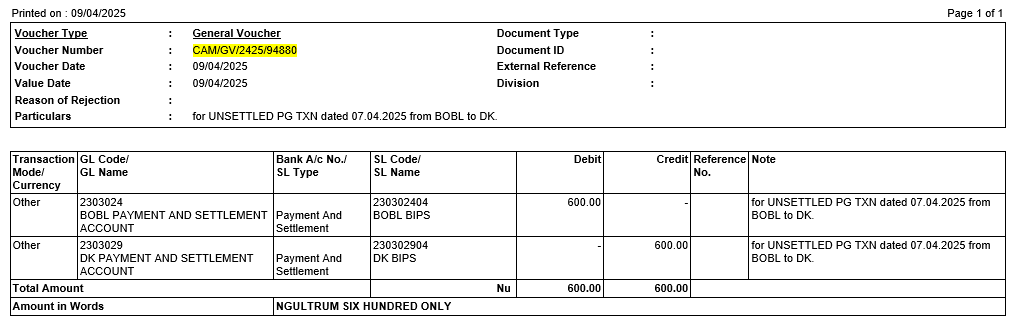 Printed on : 09/04/2025 Page 1 of 1
Voucher Type : General Voucher Document Type :
Voucher Number : CAM/GV/2425/94880 Document ID :
Voucher Date : 09/04/2025 External Reference :
Value Date : 09/04/2025 Division :
Reason of Rejection :
Particulars : for UNSETTLED PG TXN dated 07.04.2025 from BOBL to DK.
Transaction GL Code/ Bank A/c No./ SL Code/ Debit Credit Reference Note
Mode/ GL Name SL Type SL Name No.
Currency
Other 2303024 230302404 600.00 - for UNSETTLED PG TXN dated 07.04.2025 from
BOBL PAYMENT AND SETTLEMENT Payment And BOBL BIPS BOBL to DK.
ACCOUNT Settlement
Other 2303029 230302904 - 600.00 for UNSETTLED PG TXN dated 07.04.2025 from
DK PAYMENT AND SETTLEMENT Payment And DK BIPS BOBL to DK.
ACCOUNT Settlement
Total Amount Nu 600.00 600.00
Amount in Words NGULTRUM SIX HUNDRED ONLY